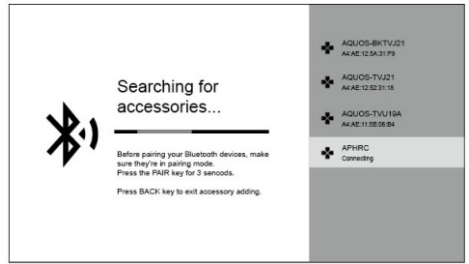 Searching for
accessories...
Before pairing your Bluetooth devices, make
sure they're in pairing mode.
Press the PAIR key for 3 sencods.
Press BACK key to exit accessory adding.
AQUOS-BKTVJ21
A4:AE:12:5A:31:F9
AQUOS-TVJ21
A4:AE:12:52:31:18
AQUOS-TVU19A
A4:AE:11:5B:56:B4
APHRC
Connecting